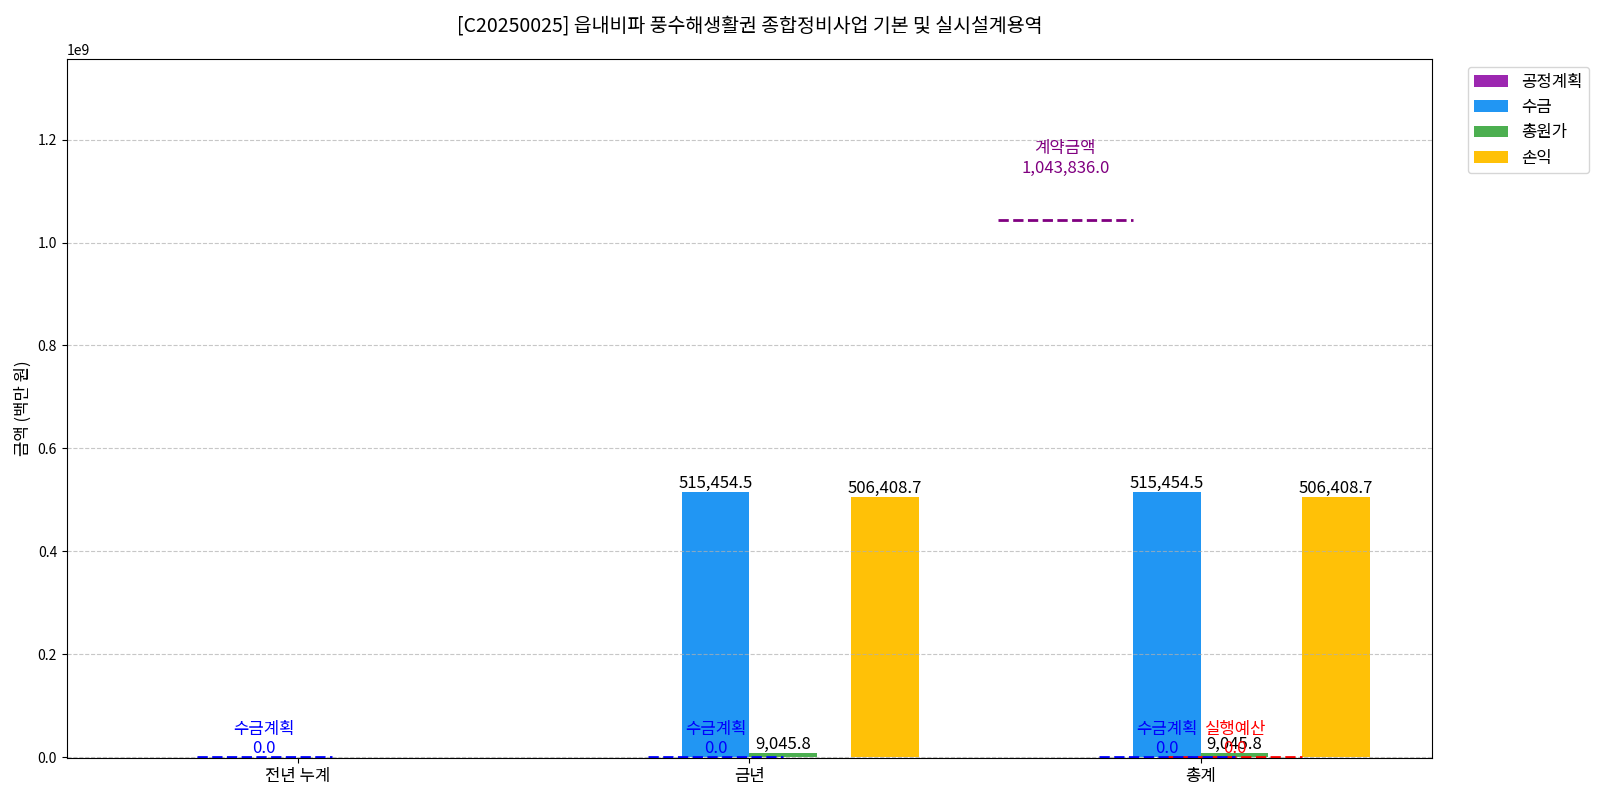 [C20250025] 읍내비파 풍수해생활권 종합정비사업 기본 및 실시설계용역
1e9
공정계획
수금
총원가
손익
1.2
1.0
0.8
0.6
0.4
0.2
0.0
금액 (백만 원)
계약금액
1,043,836.0
515,454.5
506,408.7
515,454.5
506,408.7
수금계획
0.0
수금계획
0.0
9,045.8
수금계획
0.0
실행예산
0.0
9,045.8
전년 누계
금년
총계